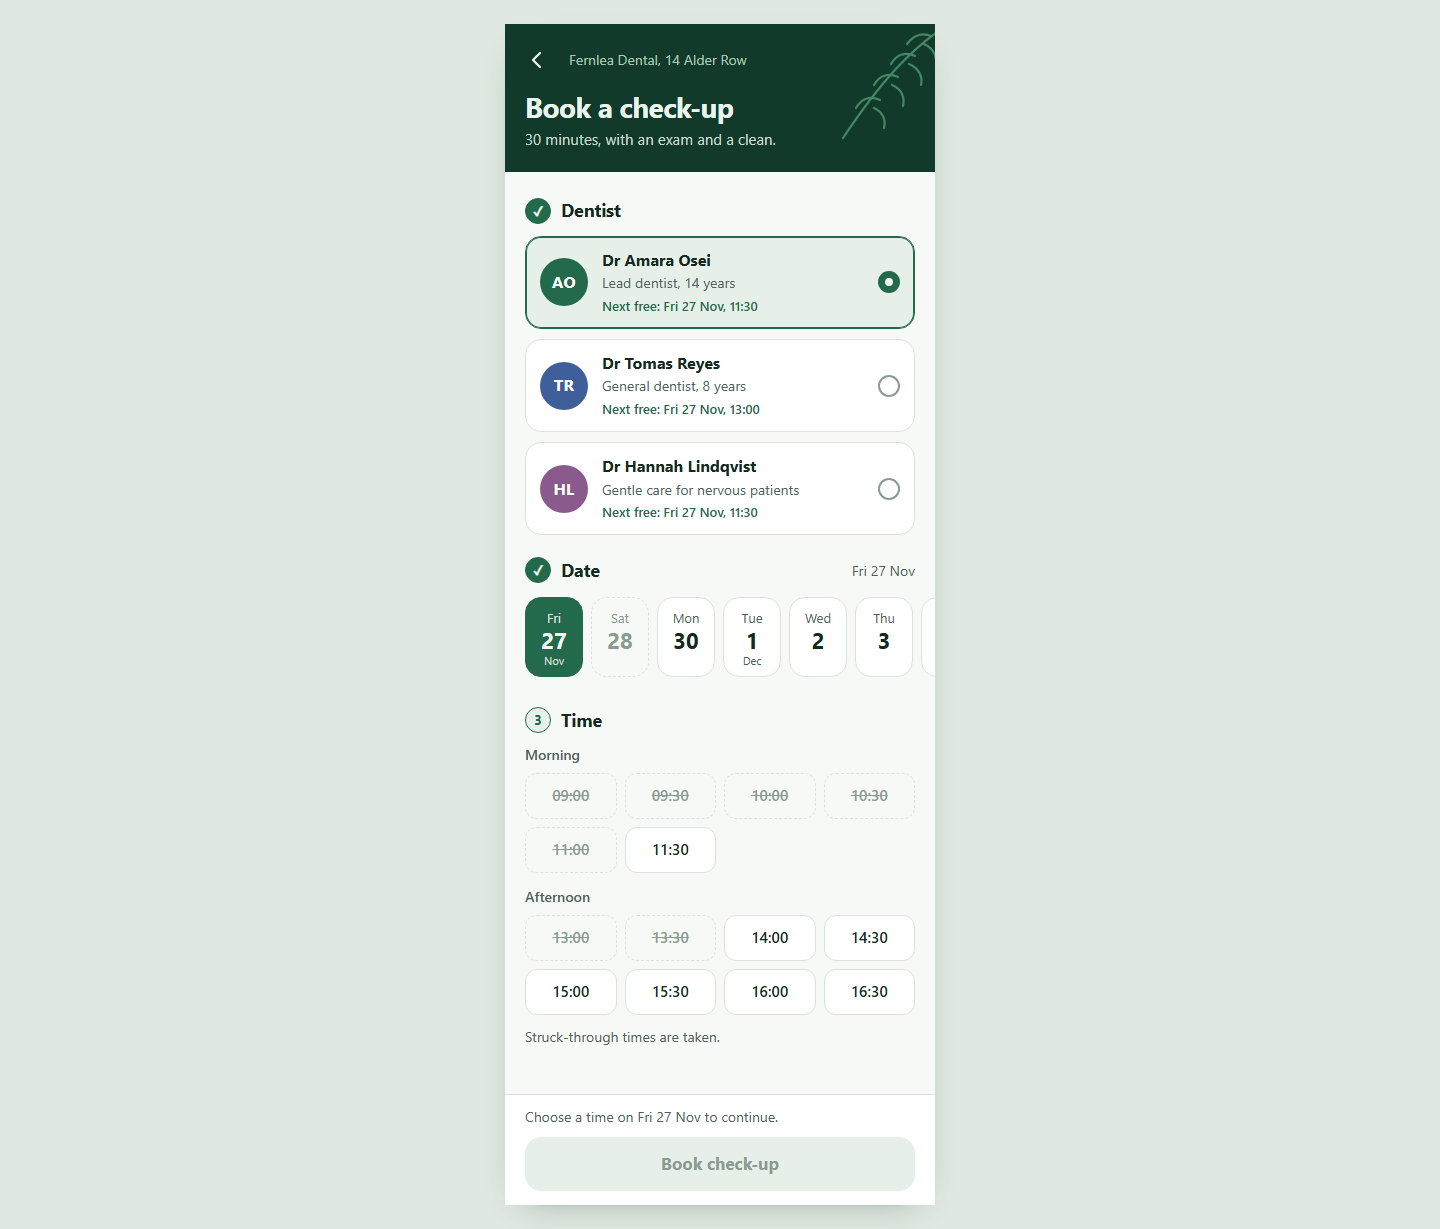 Fernlea Dental, 14 Alder Row
Book a check-up
30 minutes, with an exam and a clean.
Dentist
AO
Dr Amara Osei
Lead dentist, 14 years
Next free: Fri 27 Nov, 11:30
TR
Dr Tomas Reyes
General dentist, 8 years
Next free: Fri 27 Nov, 13:00
HL
Dr Hannah Lindqvist
Gentle care for nervous patients
Next free: Fri 27 Nov, 11:30
Date
Fri 27 Nov
Fri 27 Nov
Sat 28
Mon 30
Tue 1 Dec
Wed 2
Thu 3
3 Time
Morning
09:00 09:30 10:00 10:30
11:00 11:30
Afternoon
13:00 13:30 14:00 14:30
15:00 15:30 16:00 16:30
Struck-through times are taken.
Choose a time on Fri 27 Nov to continue.
Book check-up